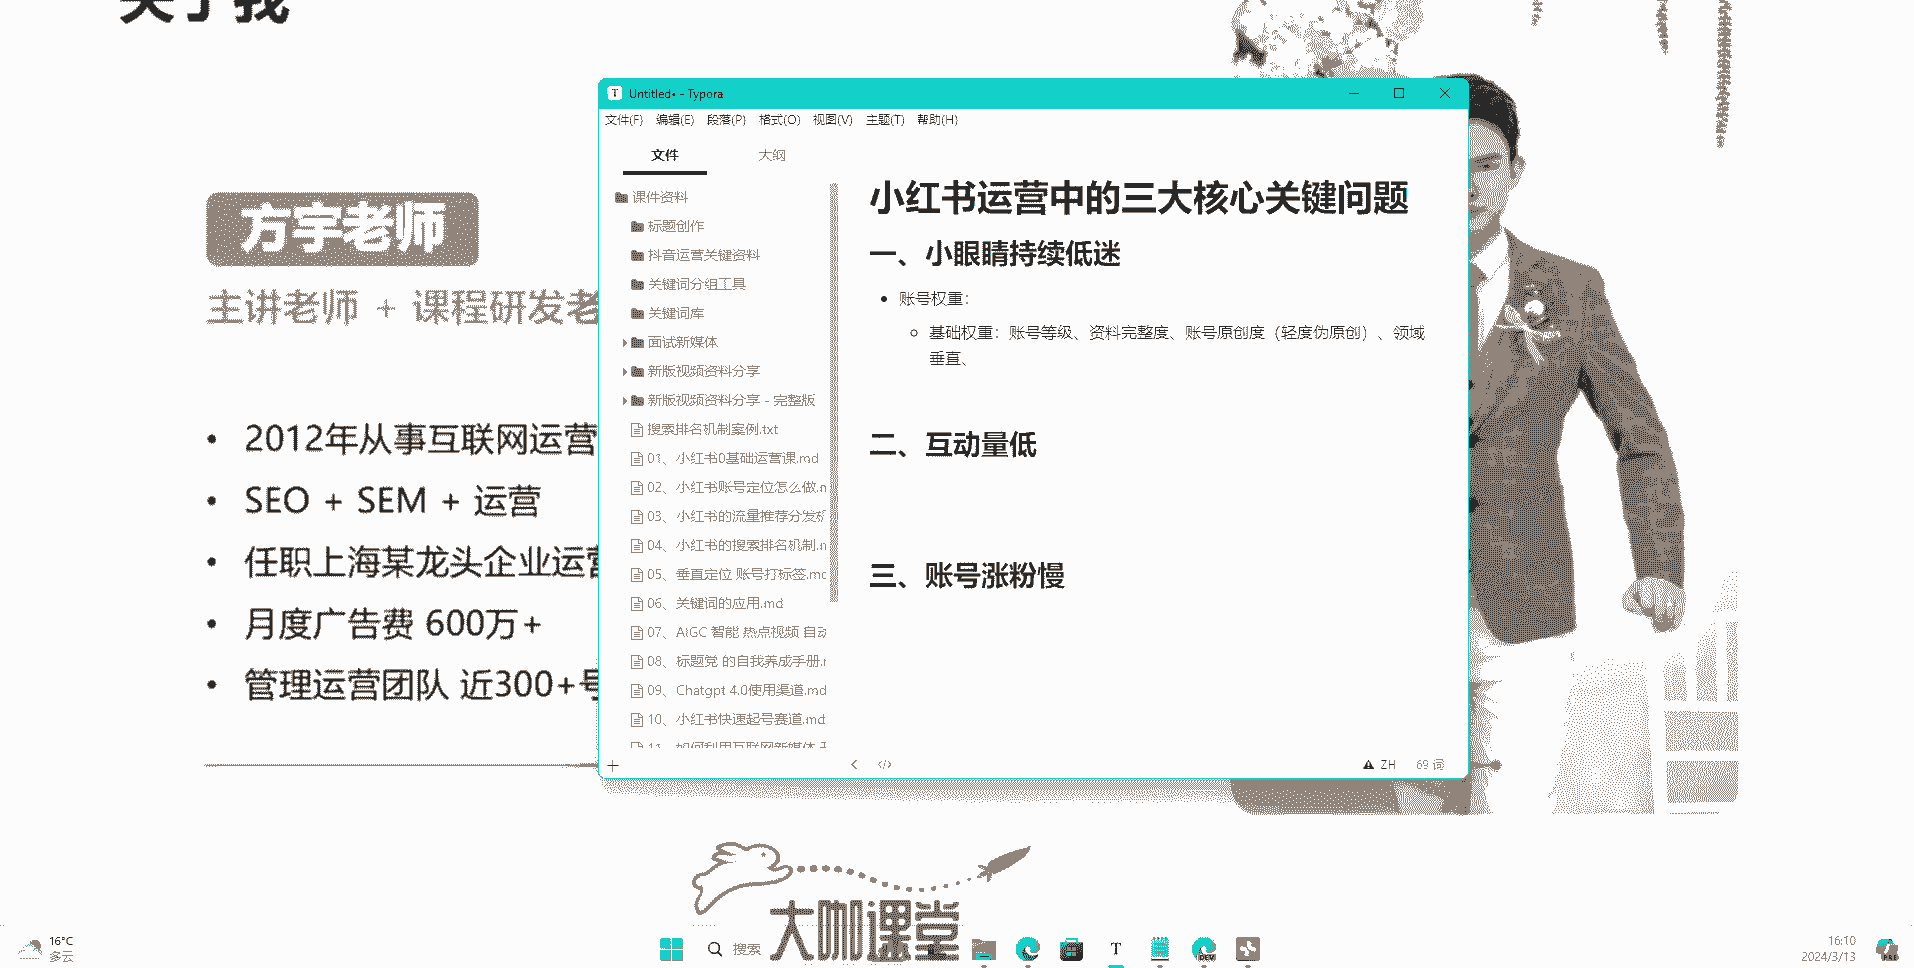 关于我
方宇老师
主讲老师 + 课程研发老
2012年从事互联网运营
SEO + SEM + 运营
任职上海某龙头企业运营
月度广告费 600万+
管理运营团队 近300+号
Untitled• - Typora
文件(F) 编辑(E) 段落(P) 格式(O) 视图(V) 主题(T) 帮助(H)
文件 大纲
课件资料
标题创作
抖音运营关键资料
关键词分组工具
关键词库
面试新媒体
新版视频资料分享
新版视频资料分享 - 完整版
搜索排名机制案例.txt
01、小红书0基础运营课.md
02、小红书账号定位怎么做.m
03、小红书的流量推荐分发机
04、小红书的搜索排名机制.m
05、垂直定位 账号打标签.md
06、关键词的应用.md
07、AIGC 智能 热点视频 自动
08、标题党 的自我养成手册.m
09、Chatgpt 4.0使用渠道.md
10、小红书快速起号赛道.md
11、如何利用互联网新媒体
小红书运营中的三大核心关键问题
一、小眼睛持续低迷
账号权重：
基础权重：账号等级、资料完整度、账号原创度（轻度伪原创）、领域
垂直、
二、互动量低
三、账号涨粉慢
ZH 69 词
大咖课堂
16°C
多云
搜索
T
DEV
16:10
2024/3/13
PRE